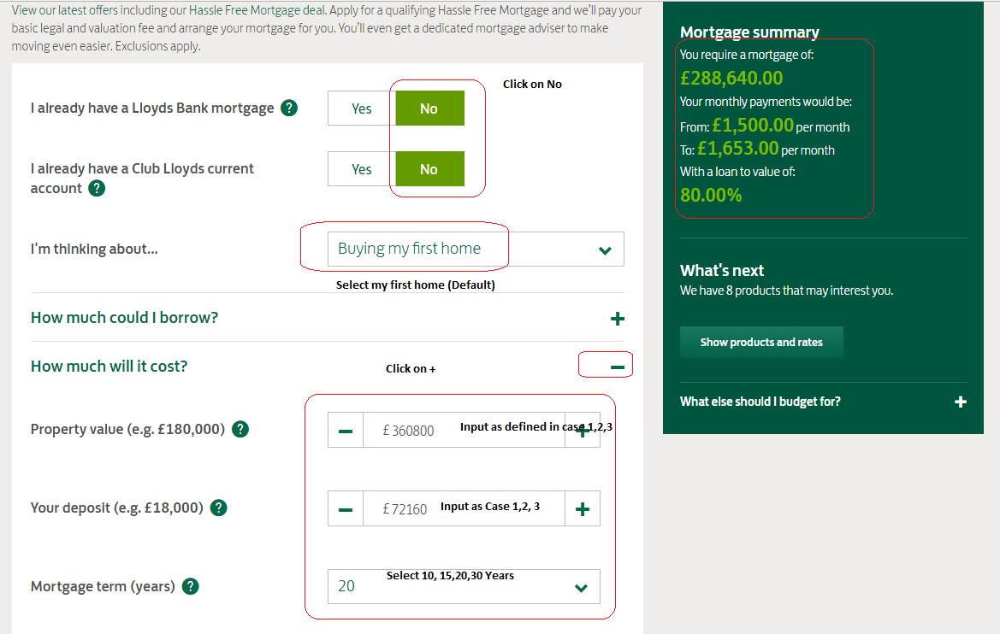 View our latest offers including our Hassle Free Mortgage deal. Apply for a qualifying Hassle Free Mortgage and we'll pay your
basic legal and valuation fee and arrange your mortgage for you. You'll even get a dedicated mortgage adviser to make
moving even easier. Exclusions apply.
Click on No
I already have a Lloyds Bank mortgage ?
Yes No
I already have a Club Lloyds current
account ?
Yes No
I'm thinking about...
Buying my first home
Select my first home (Default)
How much could I borrow? +
How much will it cost? −
Click on +
Property value (e.g. £180,000) ?
− £ 360800 +
Input as defined in case 1,2,3
Your deposit (e.g. £18,000) ?
− £ 72160 +
Input as Case 1,2, 3
Mortgage term (years) ?
20
Select 10, 15,20,30 Years
Mortgage summary
You require a mortgage of:
£288,640.00
Your monthly payments would be:
From: £1,500.00 per month
To: £1,653.00 per month
With a loan to value of:
80.00%
What's next
We have 8 products that may interest you.
Show products and rates
What else should I budget for? +